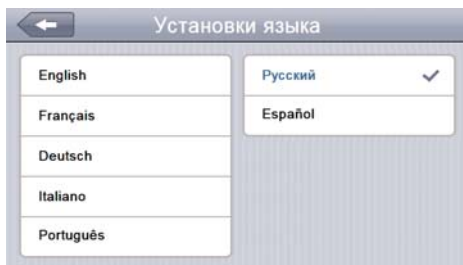 Установки языка
English
Français
Deutsch
Italiano
Português
Русский
Español